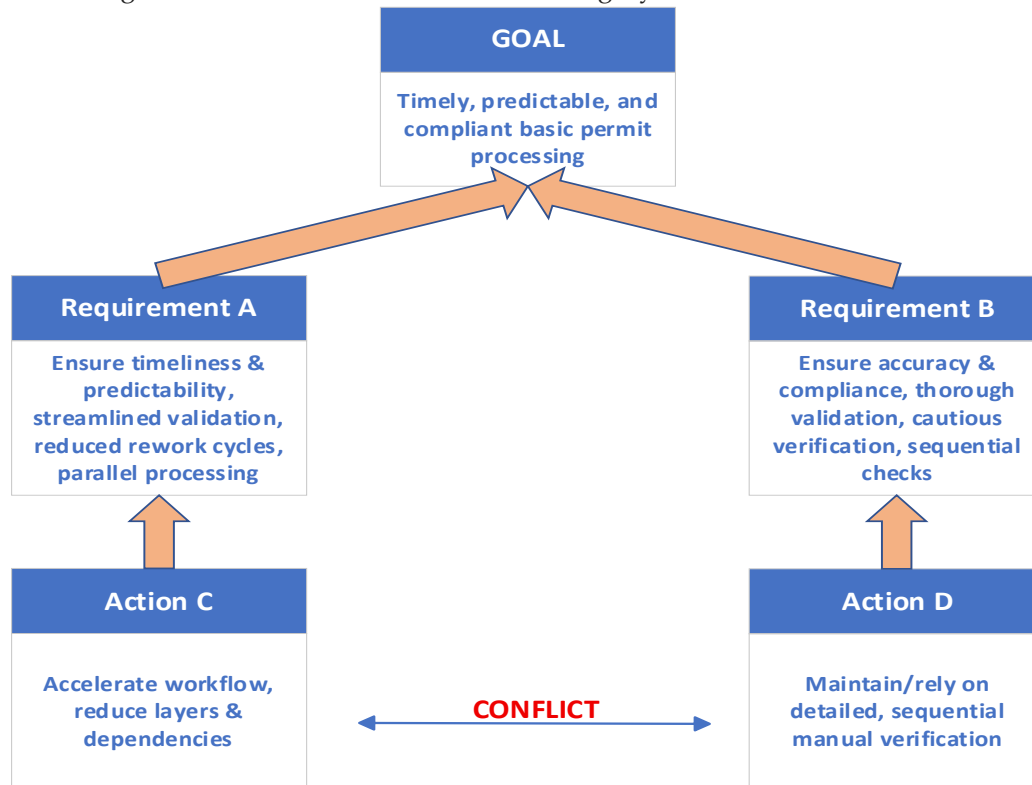 GOAL
Timely, predictable, and
compliant basic permit
processing
Requirement A
Ensure timeliness &
predictability,
streamlined validation,
reduced rework cycles,
parallel processing
Requirement B
Ensure accuracy &
compliance, thorough
validation, cautious
verification, sequential
checks
Action C
Accelerate workflow,
reduce layers &
dependencies
CONFLICT
Action D
Maintain/rely on
detailed, sequential
manual verification